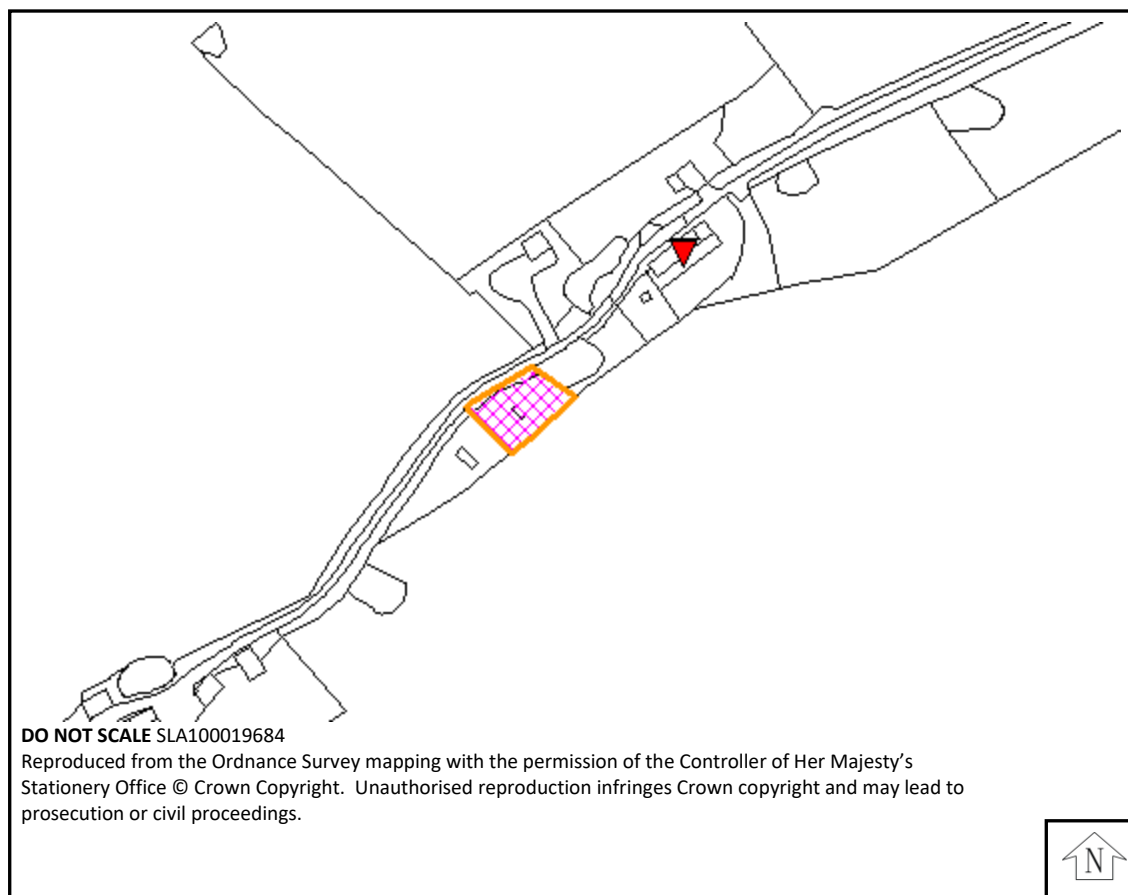 DO NOT SCALE SLA100019684
Reproduced from the Ordnance Survey mapping with the permission of the Controller of Her Majesty’s
Stationery Office © Crown Copyright.  Unauthorised reproduction infringes Crown copyright and may lead to
prosecution or civil proceedings.
N